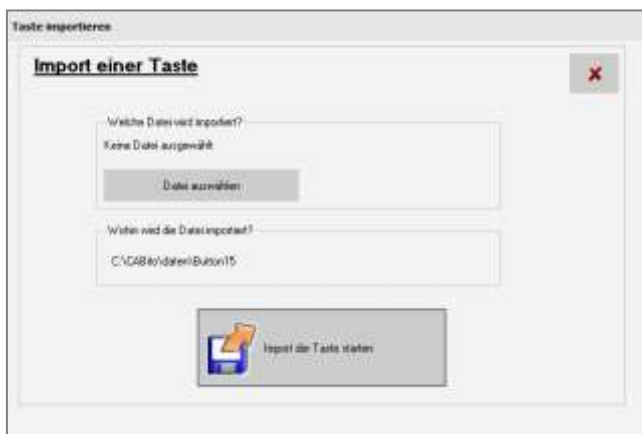 Taste importieren
Import einer Taste
Welche Datei wird importiert?
Keine Datei ausgewählt
Datei auswählen
Wohin wird die Datei importiert?
C:\CABito\daten\Button15
Import der Taste starten